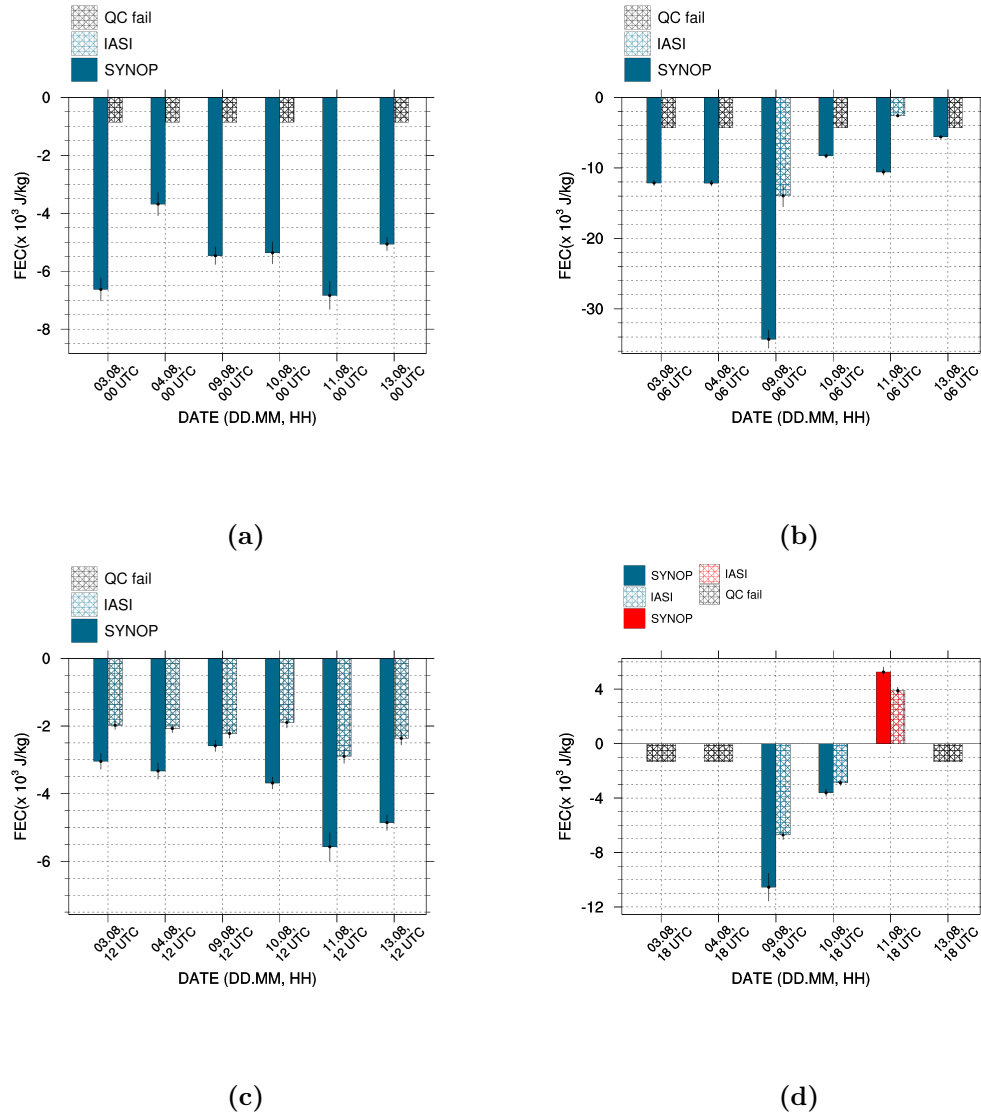 QC fail
IASI
SYNOP
0
-2
-4
-6
-8
FEC(x 10³ J/kg)
03.08, 00 UTC
04.08, 00 UTC
09.08, 00 UTC
10.08, 00 UTC
11.08, 00 UTC
13.08, 00 UTC
DATE (DD.MM, HH)
(a)
QC fail
IASI
SYNOP
0
-10
-20
-30
FEC(x 10³ J/kg)
03.08, 06 UTC
04.08, 06 UTC
09.08, 06 UTC
10.08, 06 UTC
11.08, 06 UTC
13.08, 06 UTC
DATE (DD.MM, HH)
(b)
QC fail
IASI
SYNOP
0
-2
-4
-6
FEC(x 10³ J/kg)
03.08, 12 UTC
04.08, 12 UTC
09.08, 12 UTC
10.08, 12 UTC
11.08, 12 UTC
13.08, 12 UTC
DATE (DD.MM, HH)
(c)
SYNOP IASI
IASI QC fail
SYNOP
4
0
-4
-8
-12
FEC(x 10³ J/kg)
03.08, 18 UTC
04.08, 18 UTC
09.08, 18 UTC
10.08, 18 UTC
11.08, 18 UTC
13.08, 18 UTC
DATE (DD.MM, HH)
(d)